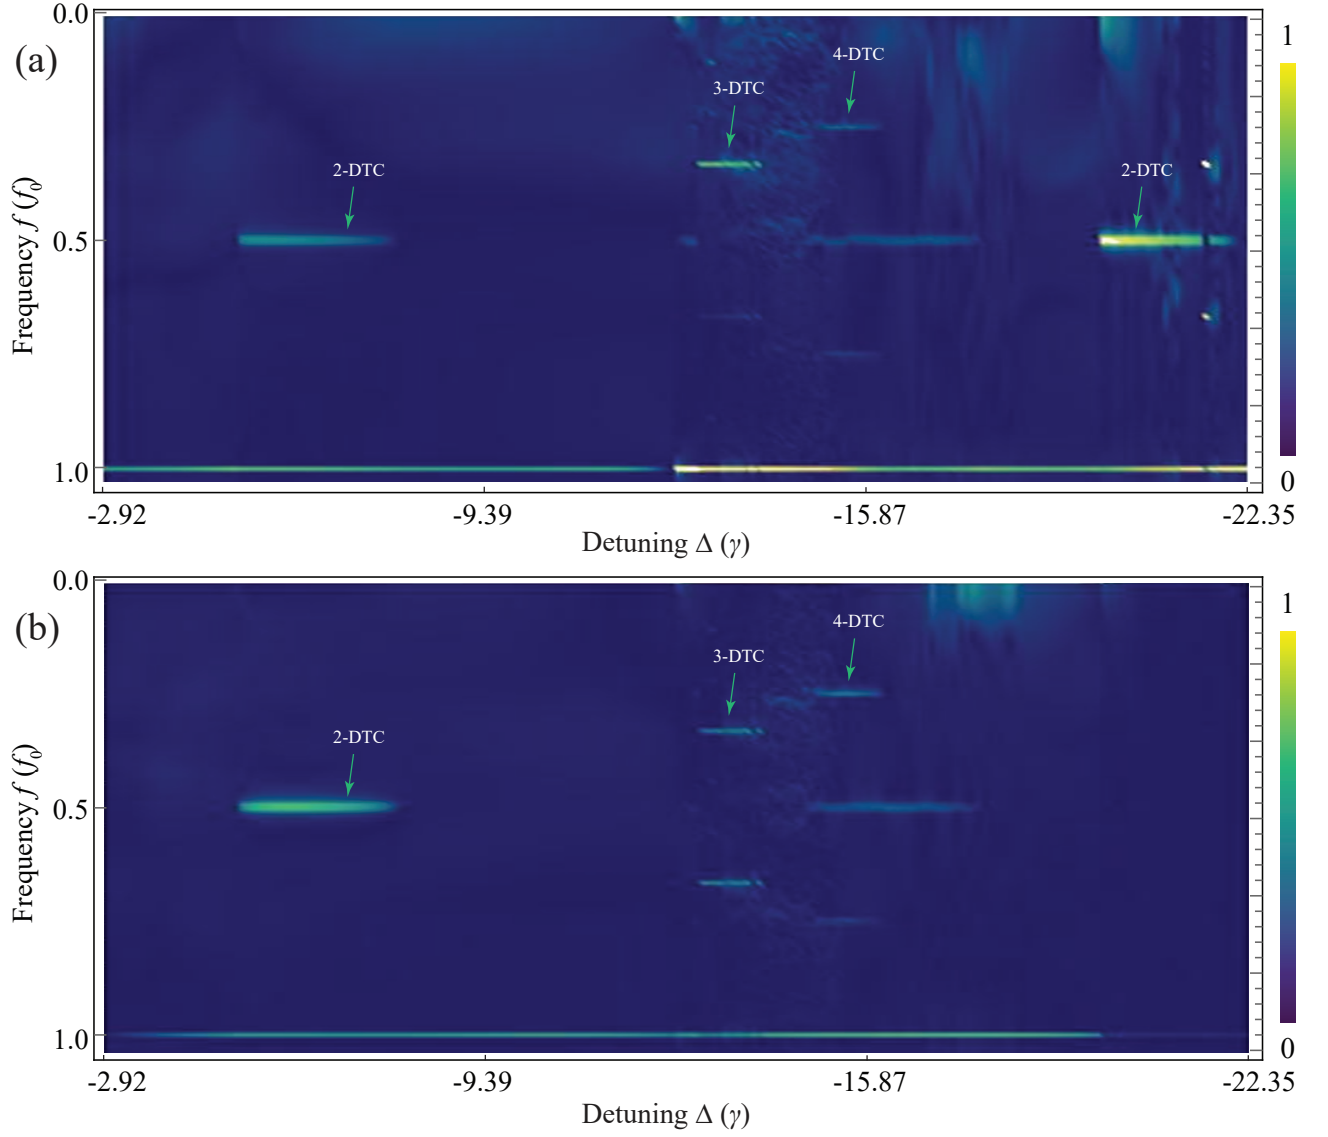 (a)
0.0
0.5
1.0
Frequency f (f₀)
2-DTC
3-DTC
4-DTC
2-DTC
1
0
-2.92
-9.39
-15.87
-22.35
Detuning Δ (γ)
(b)
0.0
0.5
1.0
Frequency f (f₀)
2-DTC
3-DTC
4-DTC
1
0
-2.92
-9.39
-15.87
-22.35
Detuning Δ (γ)